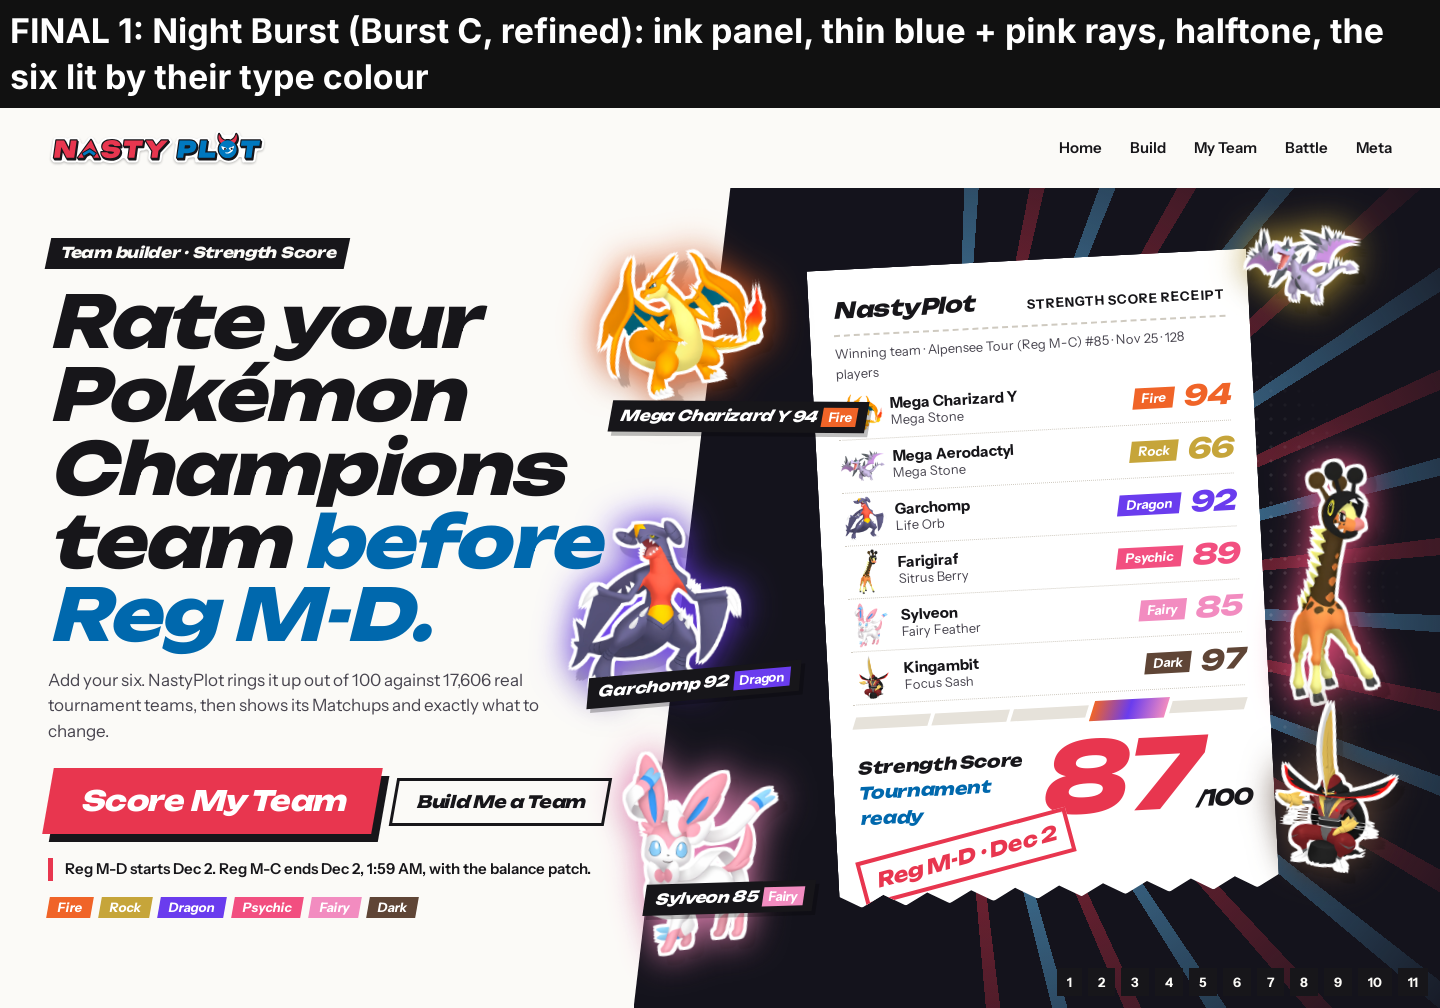 FINAL 1: Night Burst (Burst C, refined): ink panel, thin blue + pink rays, halftone, the
six lit by their type colour
NASTY PLOT
Home Build My Team Battle Meta
Team builder · Strength Score
Rate your
Pokémon
Champions
team before
Reg M-D.
Add your six. NastyPlot rings it up out of 100 against 17,606 real
tournament teams, then shows its Matchups and exactly what to
change.
Score My Team
Build Me a Team
Reg M-D starts Dec 2. Reg M-C ends Dec 2, 1:59 AM, with the balance patch.
Fire Rock Dragon Psychic Fairy Dark
Mega Charizard Y 94 Fire
Garchomp 92 Dragon
Sylveon 85 Fairy
NastyPlot STRENGTH SCORE RECEIPT
Winning team · Alpensee Tour (Reg M-C) #85 · Nov 25 · 128
players
Mega Charizard Y
Mega Stone
Fire 94
Mega Aerodactyl
Mega Stone
Rock 66
Garchomp
Life Orb
Dragon 92
Farigiraf
Sitrus Berry
Psychic 89
Sylveon
Fairy Feather
Fairy 85
Kingambit
Focus Sash
Dark 97
Strength Score
Tournament
ready
87 /100
Reg M-D · Dec 2
1 2 3 4 5 6 7 8 9 10 11